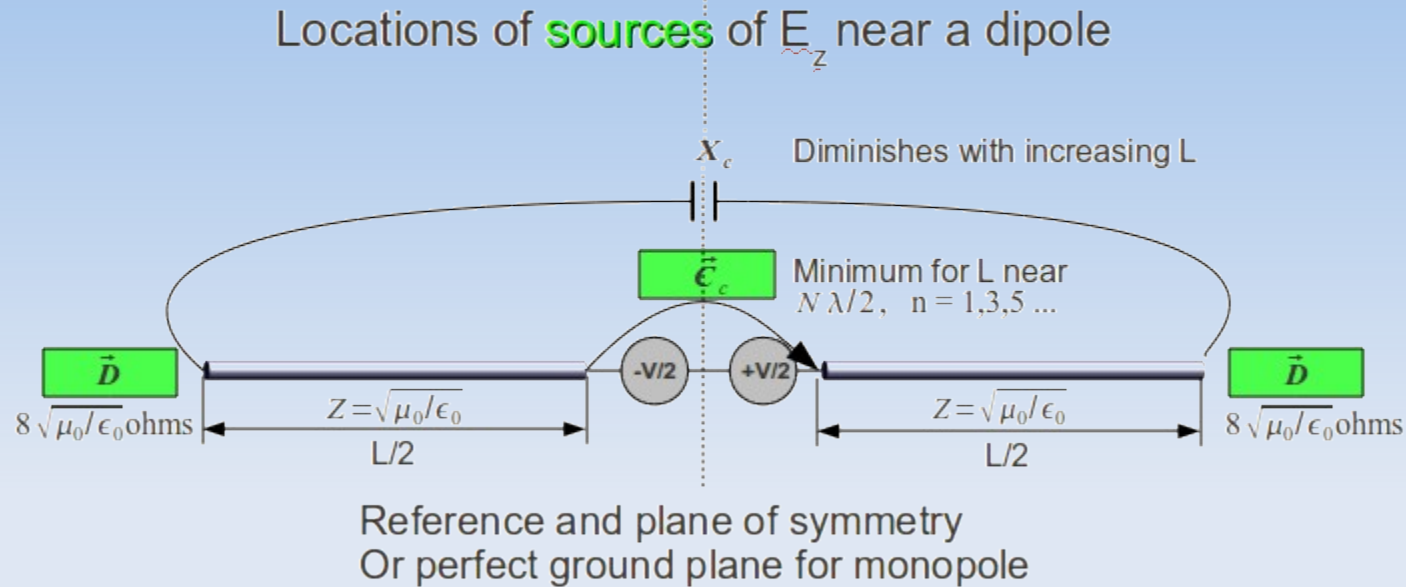 Locations of sources of E_z near a dipole
X_c Diminishes with increasing L
C⃗_c Minimum for L near
N λ/2, n = 1,3,5 ...
D⃗ -V/2 +V/2 D⃗
8 √μ₀/ϵ₀ ohms Z=√μ₀/ϵ₀ Z=√μ₀/ϵ₀ 8 √μ₀/ϵ₀ ohms
L/2 L/2
Reference and plane of symmetry
Or perfect ground plane for monopole